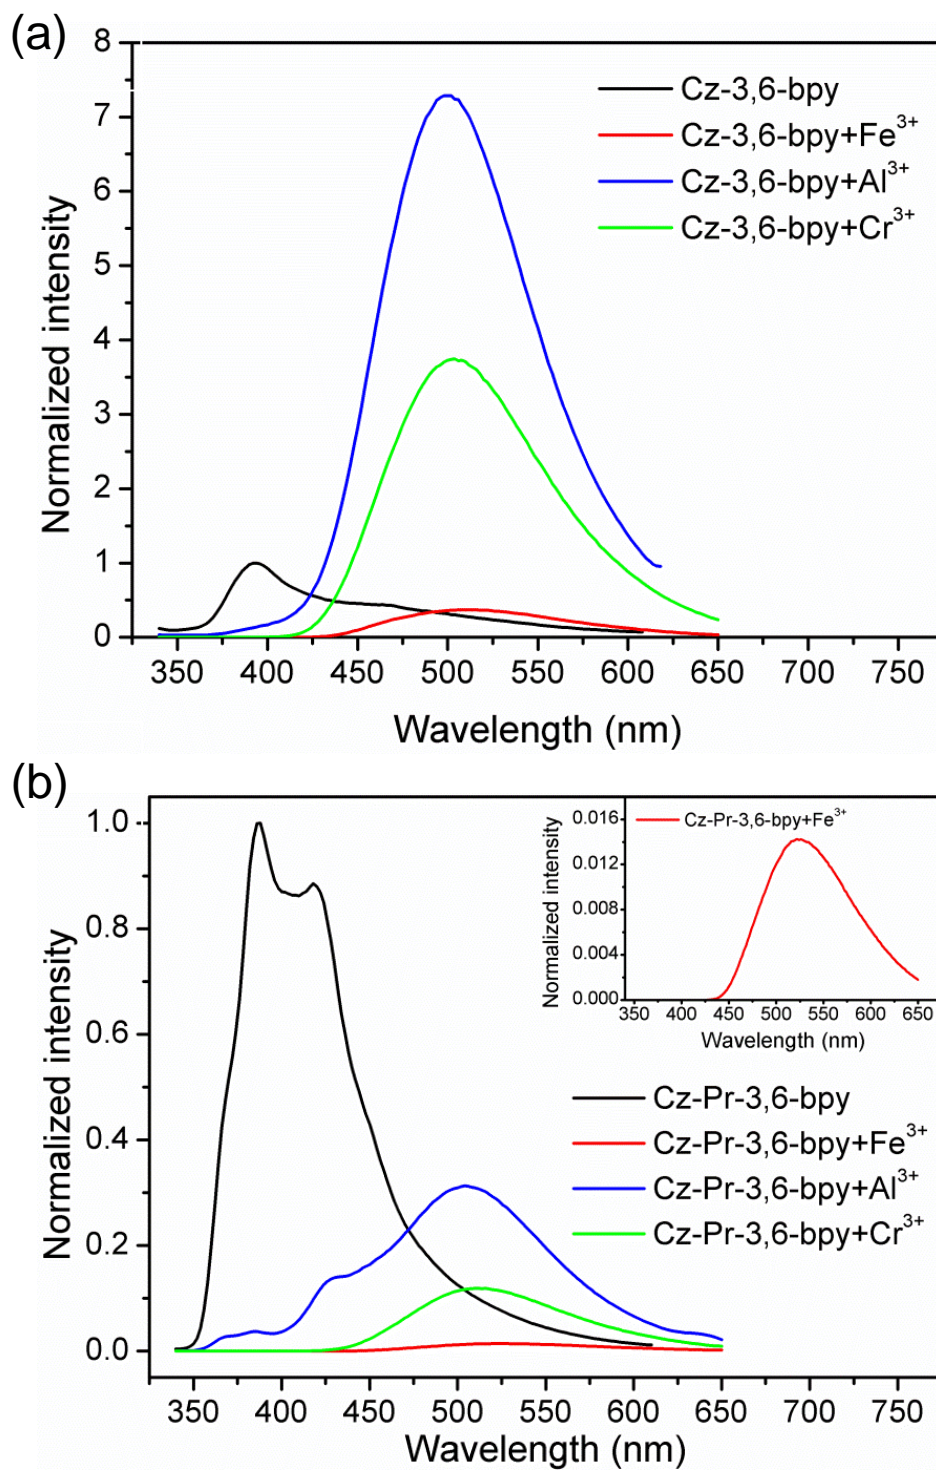 (a)
8
7
6
5
4
3
2
1
0
Normalized intensity
Cz-3,6-bpy
Cz-3,6-bpy+Fe³⁺
Cz-3,6-bpy+Al³⁺
Cz-3,6-bpy+Cr³⁺
350 400 450 500 550 600 650 700 750
Wavelength (nm)
(b)
1.0
0.8
0.6
0.4
0.2
0.0
Normalized intensity
0.016
0.012
0.008
0.004
0.000
Normalized intensity
Cz-Pr-3,6-bpy+Fe³⁺
350 400 450 500 550 600 650
Wavelength (nm)
Cz-Pr-3,6-bpy
Cz-Pr-3,6-bpy+Fe³⁺
Cz-Pr-3,6-bpy+Al³⁺
Cz-Pr-3,6-bpy+Cr³⁺
350 400 450 500 550 600 650 700 750
Wavelength (nm)